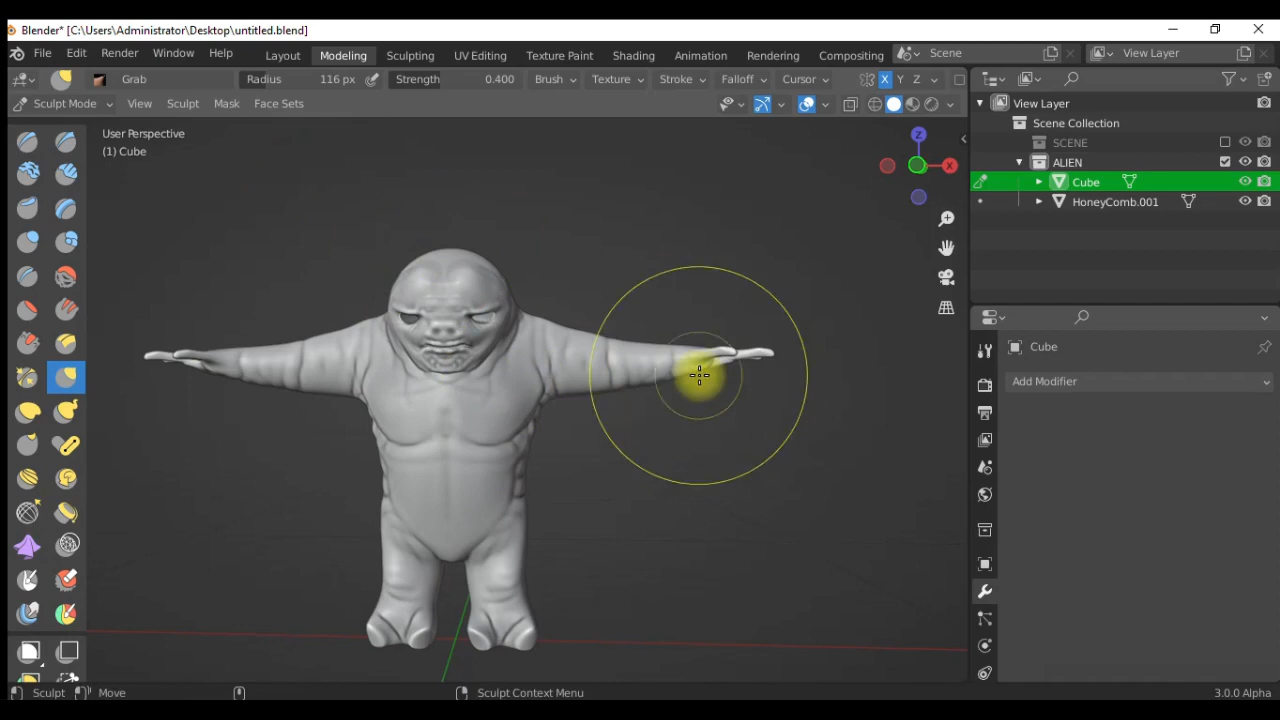 Blender* [C:\Users\Administrator\Desktop\untitled.blend]
File Edit Render Window Help Layout Modeling Sculpting UV Editing Texture Paint Shading Animation Rendering Compositing Scene View Layer
Grab Radius 116 px Strength 0.400 Brush Texture Stroke Falloff Cursor X Y Z
Sculpt Mode View Sculpt Mask Face Sets
User Perspective
(1) Cube
Z
X
View Layer
Scene Collection
SCENE
ALIEN
Cube
HoneyComb.001
Cube
Add Modifier
Sculpt Move Sculpt Context Menu 3.0.0 Alpha